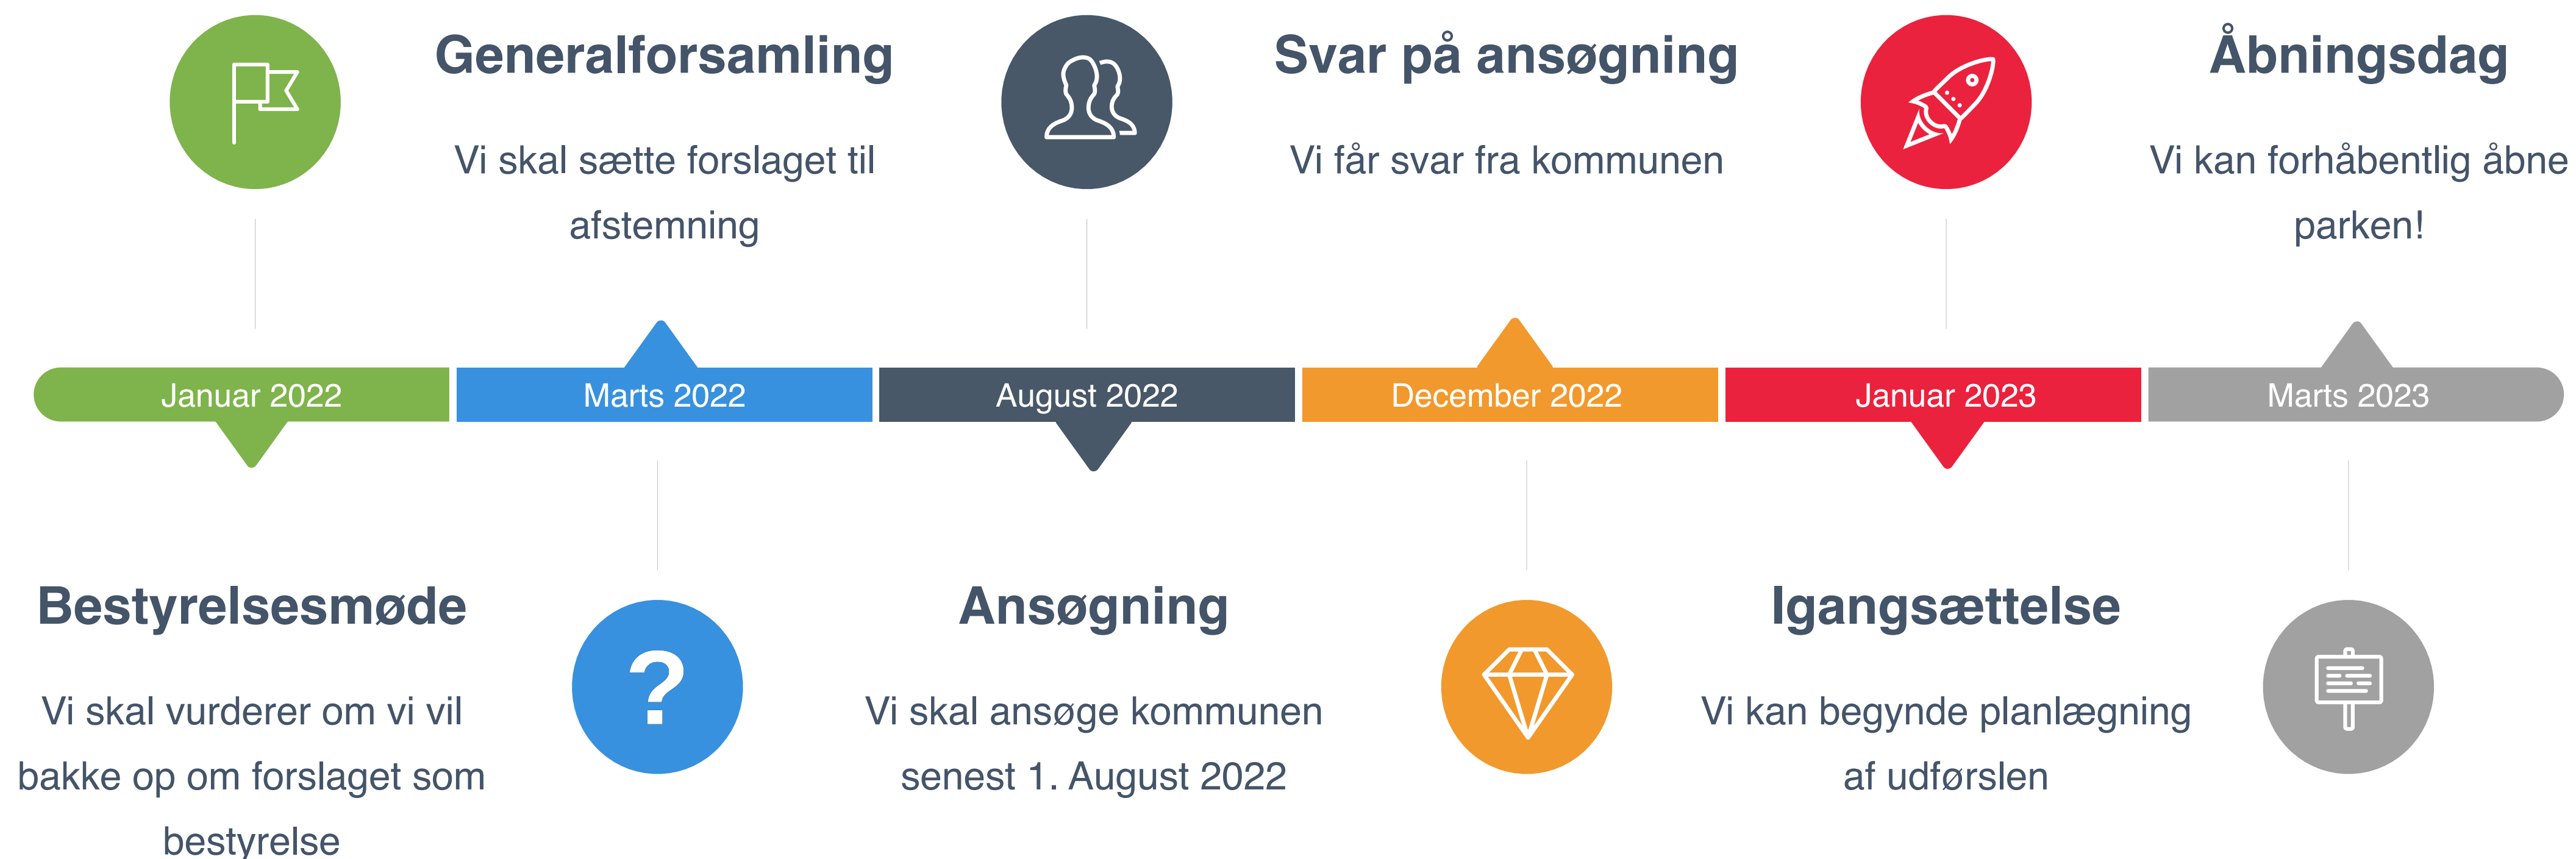 Generalforsamling
Vi skal sætte forslaget til
afstemning
Svar på ansøgning
Vi får svar fra kommunen
Åbningsdag
Vi kan forhåbentlig åbne
parken!
Januar 2022
Marts 2022
August 2022
December 2022
Januar 2023
Marts 2023
Bestyrelsesmøde
Vi skal vurderer om vi vil
bakke op om forslaget som
bestyrelse
?
Ansøgning
Vi skal ansøge kommunen
senest 1. August 2022
Igangsættelse
Vi kan begynde planlægning
af udførslen